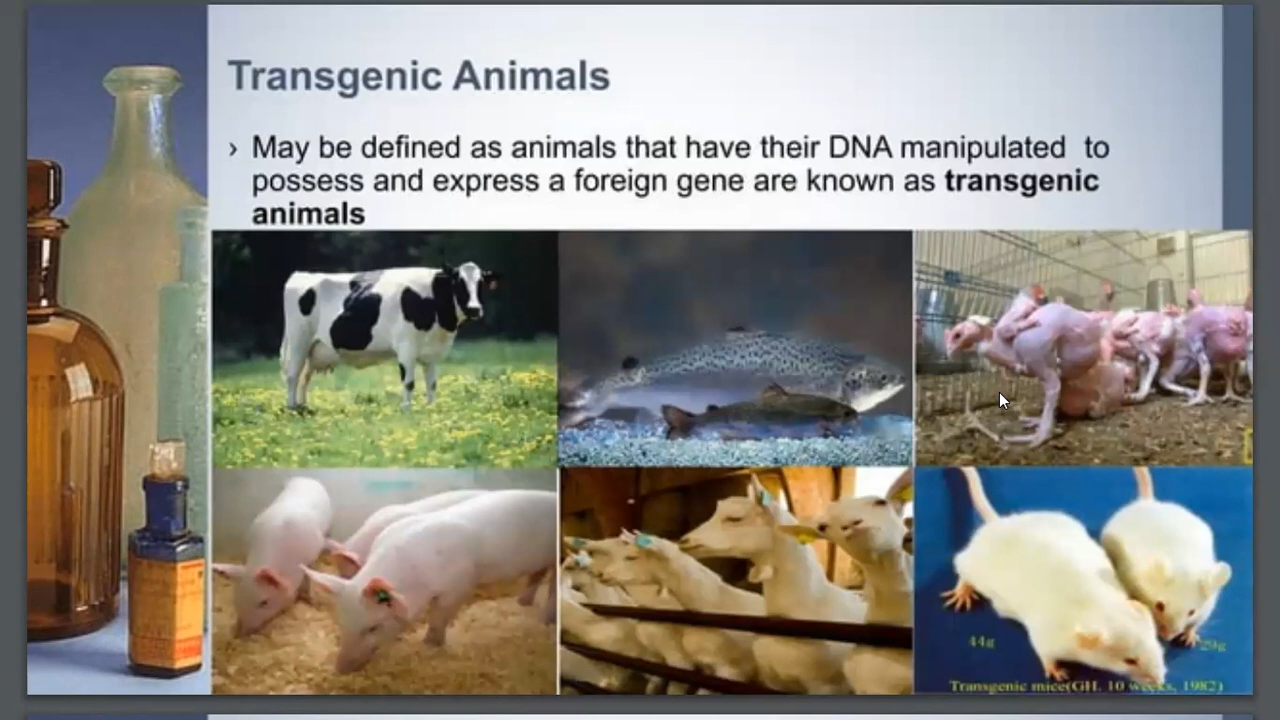 Transgenic Animals
› May be defined as animals that have their DNA manipulated  to
possess and express a foreign gene are known as transgenic
animals
44g
29g
Transgenic mice(GH. 10 weeks, 1982)